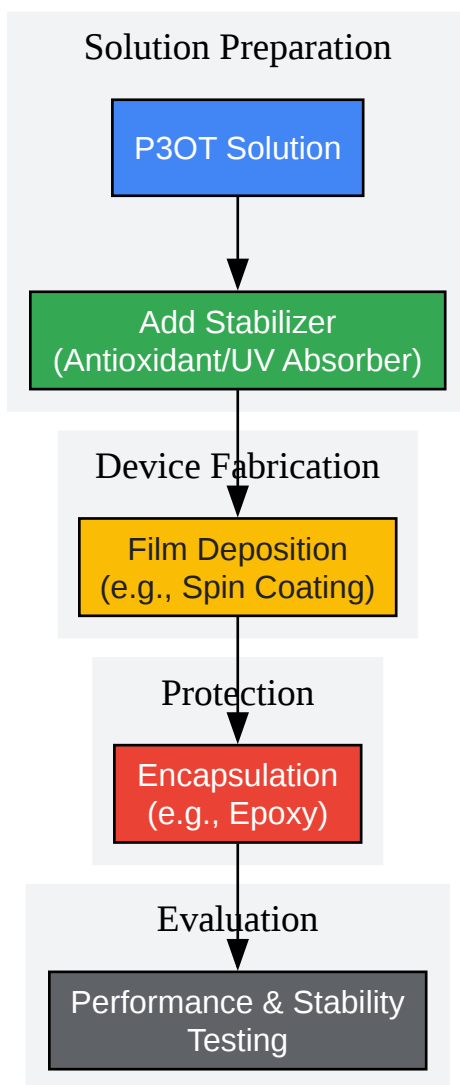 Solution Preparation
P3OT Solution
Add Stabilizer
(Antioxidant/UV Absorber)
Device Fabrication
Film Deposition
(e.g., Spin Coating)
Protection
Encapsulation
(e.g., Epoxy)
Evaluation
Performance & Stability
Testing